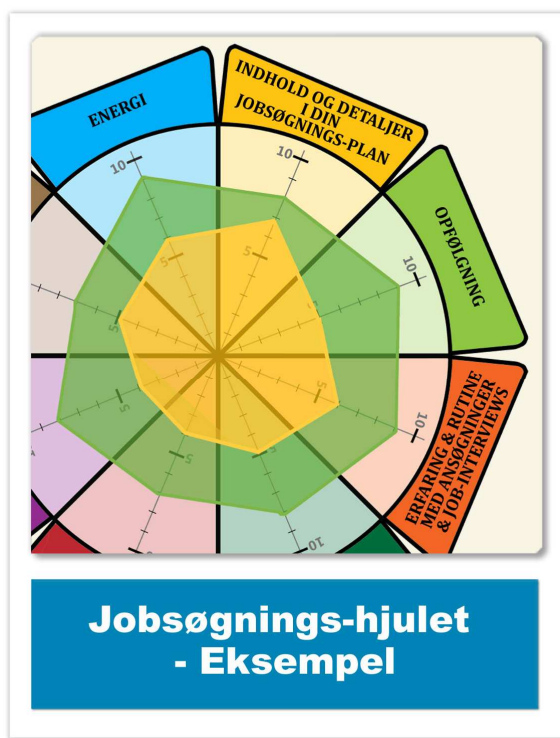 ENERGI
INDHOLD OG DETALJER
I DIN
JOBSØGNINGS-PLAN
OPFØLGNING
ERFARING & RUTINE
MED ANSØGNINGER
& JOB-INTERVIEWS
10
10
10
10
10
5
5
5
5
5
5
5
Jobsøgnings-hjulet
- Eksempel